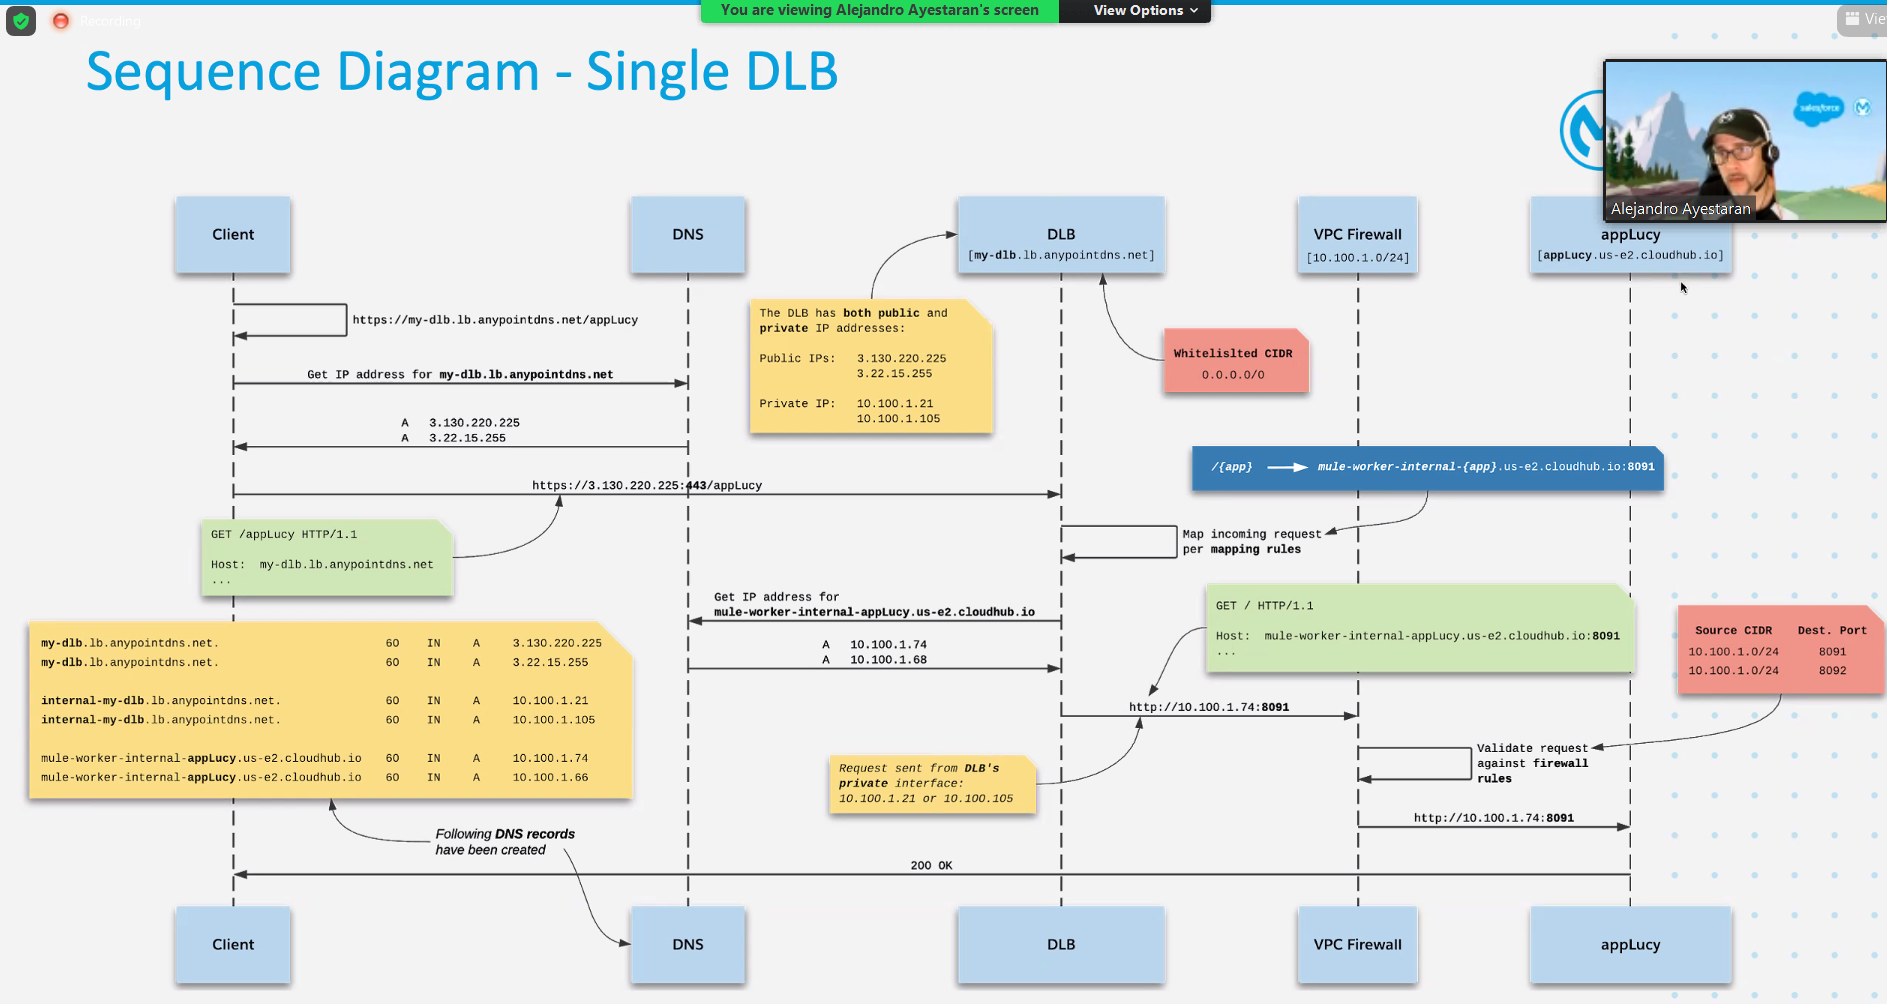 Recording
You are viewing Alejandro Ayestaran's screen
View Options
Sequence Diagram - Single DLB
salesforce
Alejandro Ayestaran
Client
DNS
DLB
[my-dlb.lb.anypointdns.net]
VPC Firewall
[10.100.1.0/24]
appLucy
[appLucy.us-e2.cloudhub.io]
https://my-dlb.lb.anypointdns.net/appLucy
The DLB has both public and
private IP addresses:
Public IPs: 3.130.220.225
3.22.15.255
Private IP: 10.100.1.21
10.100.1.105
Whitelislted CIDR
0.0.0.0/0
Get IP address for my-dlb.lb.anypointdns.net
A 3.130.220.225
A 3.22.15.255
/{app} mule-worker-internal-{app}.us-e2.cloudhub.io:8091
https://3.130.220.225:443/appLucy
GET /appLucy HTTP/1.1
Host: my-dlb.lb.anypointdns.net
...
Map incoming request
per mapping rules
Get IP address for
mule-worker-internal-appLucy.us-e2.cloudhub.io
A 10.100.1.74
A 10.100.1.68
GET / HTTP/1.1
Host: mule-worker-internal-appLucy.us-e2.cloudhub.io:8091
...
Source CIDR Dest. Port
10.100.1.0/24 8091
10.100.1.0/24 8092
my-dlb.lb.anypointdns.net. 60 IN A 3.130.220.225
my-dlb.lb.anypointdns.net. 60 IN A 3.22.15.255
internal-my-dlb.lb.anypointdns.net. 60 IN A 10.100.1.21
internal-my-dlb.lb.anypointdns.net. 60 IN A 10.100.1.105
mule-worker-internal-appLucy.us-e2.cloudhub.io 60 IN A 10.100.1.74
mule-worker-internal-appLucy.us-e2.cloudhub.io 60 IN A 10.100.1.66
http://10.100.1.74:8091
Request sent from DLB's
private interface:
10.100.1.21 or 10.100.105
Validate request
against firewall
rules
http://10.100.1.74:8091
Following DNS records
have been created
200 OK
Client
DNS
DLB
VPC Firewall
appLucy